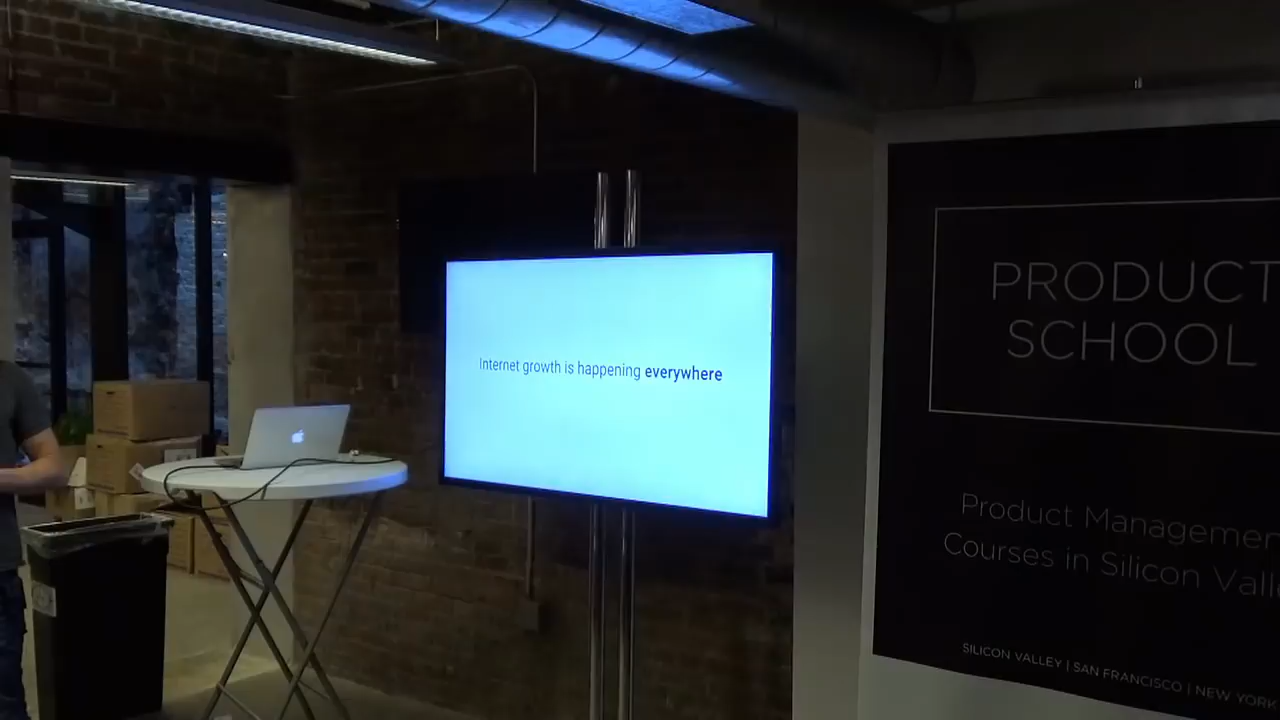 Internet growth is happening everywhere
PRODUCT
SCHOOL
Product Managemen
Courses in Silicon Vall
SILICON VALLEY | SAN FRANCISCO | NEW YORK